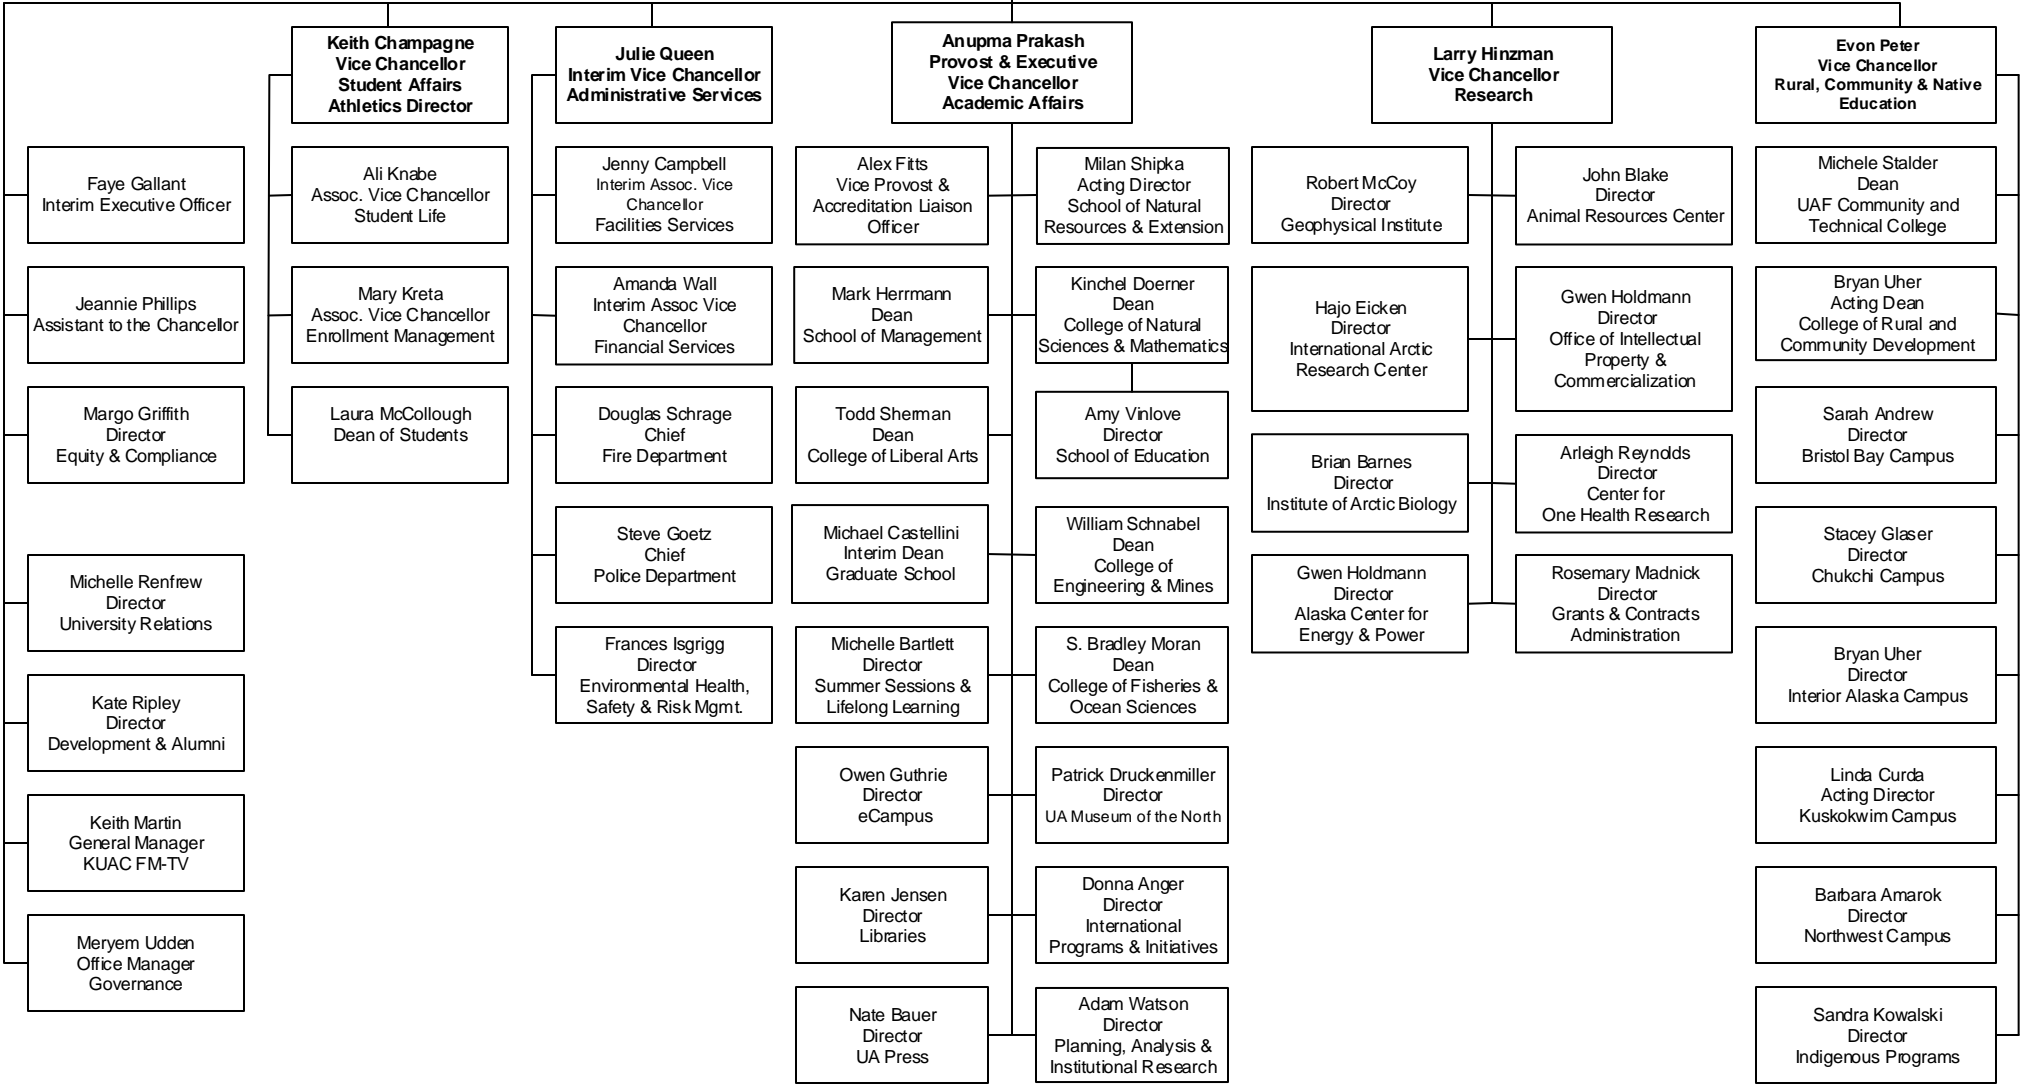 Keith Champagne
Vice Chancellor
Student Affairs
Athletics Director
Julie Queen
Interim Vice Chancellor
Administrative Services
Anupma Prakash
Provost & Executive
Vice Chancellor
Academic Affairs
Larry Hinzman
Vice Chancellor
Research
Evon Peter
Vice Chancellor
Rural, Community & Native
Education
Faye Gallant
Interim Executive Officer
Jeannie Phillips
Assistant to the Chancellor
Margo Griffith
Director
Equity & Compliance
Michelle Renfrew
Director
University Relations
Kate Ripley
Director
Development & Alumni
Keith Martin
General Manager
KUAC FM-TV
Meryem Udden
Office Manager
Governance
Ali Knabe
Assoc. Vice Chancellor
Student Life
Mary Kreta
Assoc. Vice Chancellor
Enrollment Management
Laura McCollough
Dean of Students
Jenny Campbell
Interim Assoc. Vice
Chancellor
Facilities Services
Amanda Wall
Interim Assoc Vice
Chancellor
Financial Services
Douglas Schrage
Chief
Fire Department
Steve Goetz
Chief
Police Department
Frances Isgrigg
Director
Environmental Health,
Safety & Risk Mgmt.
Alex Fitts
Vice Provost &
Accreditation Liaison
Officer
Mark Herrmann
Dean
School of Management
Todd Sherman
Dean
College of Liberal Arts
Michael Castellini
Interim Dean
Graduate School
Michelle Bartlett
Director
Summer Sessions &
Lifelong Learning
Owen Guthrie
Director
eCampus
Karen Jensen
Director
Libraries
Nate Bauer
Director
UA Press
Milan Shipka
Acting Director
School of Natural
Resources & Extension
Kinchel Doerner
Dean
College of Natural
Sciences & Mathematics
Amy Vinlove
Director
School of Education
William Schnabel
Dean
College of
Engineering & Mines
S. Bradley Moran
Dean
College of Fisheries &
Ocean Sciences
Patrick Druckenmiller
Director
UA Museum of the North
Donna Anger
Director
International
Programs & Initiatives
Adam Watson
Director
Planning, Analysis &
Institutional Research
Robert McCoy
Director
Geophysical Institute
Hajo Eicken
Director
International Arctic
Research Center
Brian Barnes
Director
Institute of Arctic Biology
Gwen Holdmann
Director
Alaska Center for
Energy & Power
John Blake
Director
Animal Resources Center
Gwen Holdmann
Director
Office of Intellectual
Property &
Commercialization
Arleigh Reynolds
Director
Center for
One Health Research
Rosemary Madnick
Director
Grants & Contracts
Administration
Michele Stalder
Dean
UAF Community and
Technical College
Bryan Uher
Acting Dean
College of Rural and
Community Development
Sarah Andrew
Director
Bristol Bay Campus
Stacey Glaser
Director
Chukchi Campus
Bryan Uher
Director
Interior Alaska Campus
Linda Curda
Acting Director
Kuskokwim Campus
Barbara Amarok
Director
Northwest Campus
Sandra Kowalski
Director
Indigenous Programs